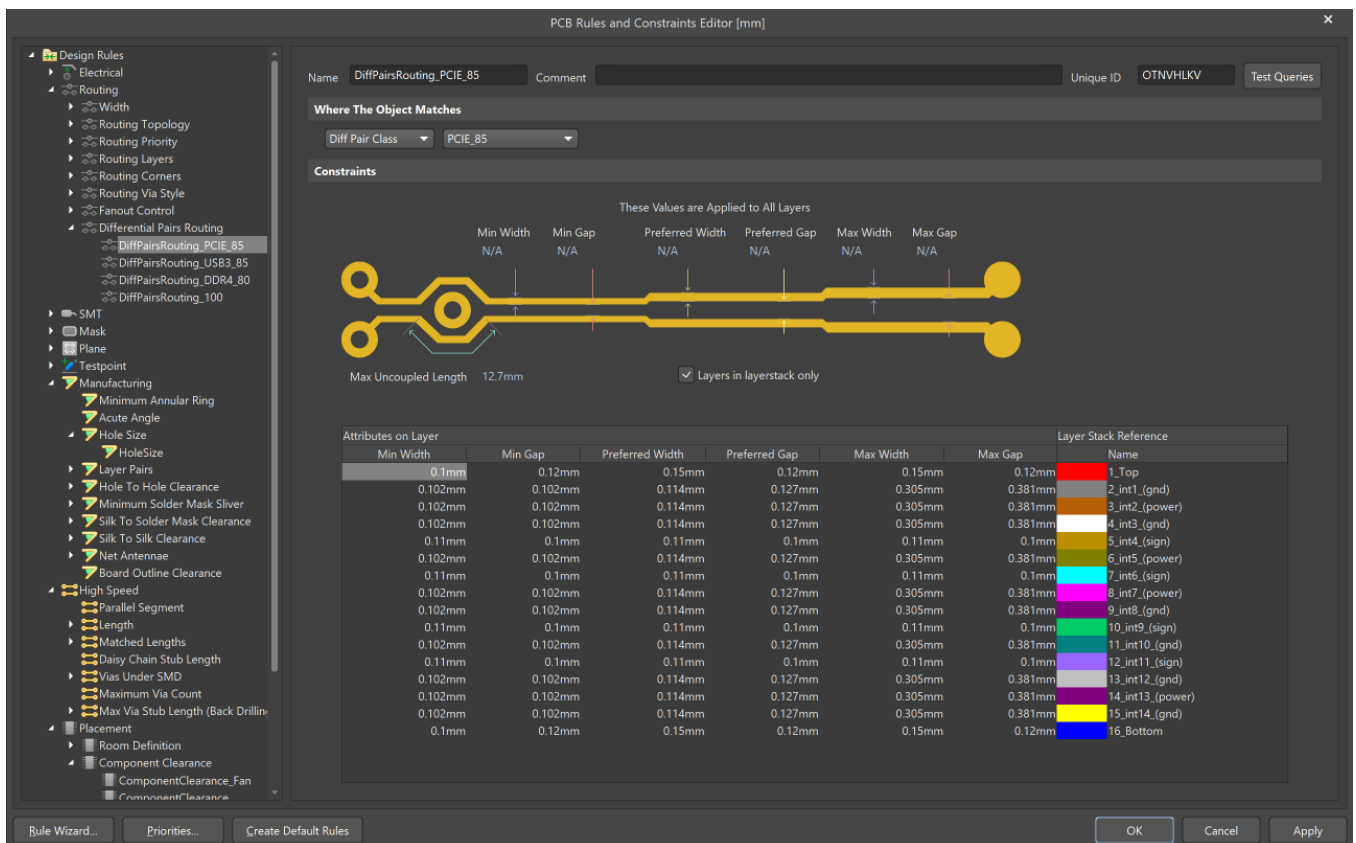 PCB Rules and Constraints Editor [mm]
Design Rules
Electrical
Routing
Width
Routing Topology
Routing Priority
Routing Layers
Routing Corners
Routing Via Style
Fanout Control
Differential Pairs Routing
DiffPairsRouting_PCIE_85
DiffPairsRouting_USB3_85
DiffPairsRouting_DDR4_80
DiffPairsRouting_100
SMT
Mask
Plane
Testpoint
Manufacturing
Minimum Annular Ring
Acute Angle
Hole Size
HoleSize
Layer Pairs
Hole To Hole Clearance
Minimum Solder Mask Sliver
Silk To Solder Mask Clearance
Silk To Silk Clearance
Net Antennae
Board Outline Clearance
High Speed
Parallel Segment
Length
Matched Lengths
Daisy Chain Stub Length
Vias Under SMD
Maximum Via Count
Max Via Stub Length (Back Drillin
Placement
Room Definition
Component Clearance
ComponentClearance_Fan
ComponentClearance
Name DiffPairsRouting_PCIE_85 Comment Unique ID OTNVHLKV Test Queries
Where The Object Matches
Diff Pair Class PCIE_85
Constraints
These Values are Applied to All Layers
Min Width Min Gap Preferred Width Preferred Gap Max Width Max Gap
N/A N/A N/A N/A N/A N/A
Max Uncoupled Length 12.7mm Layers in layerstack only
Attributes on Layer Layer Stack Reference
Min Width Min Gap Preferred Width Preferred Gap Max Width Max Gap Name
0.1mm 0.12mm 0.15mm 0.12mm 0.15mm 0.12mm 1_Top
0.102mm 0.102mm 0.114mm 0.127mm 0.305mm 0.381mm 2_int1_(gnd)
0.102mm 0.102mm 0.114mm 0.127mm 0.305mm 0.381mm 3_int2_(power)
0.102mm 0.102mm 0.114mm 0.127mm 0.305mm 0.381mm 4_int3_(gnd)
0.11mm 0.1mm 0.11mm 0.1mm 0.11mm 0.1mm 5_int4_(sign)
0.102mm 0.102mm 0.114mm 0.127mm 0.305mm 0.381mm 6_int5_(power)
0.11mm 0.1mm 0.11mm 0.1mm 0.11mm 0.1mm 7_int6_(sign)
0.102mm 0.102mm 0.114mm 0.127mm 0.305mm 0.381mm 8_int7_(power)
0.102mm 0.102mm 0.114mm 0.127mm 0.305mm 0.381mm 9_int8_(gnd)
0.11mm 0.1mm 0.11mm 0.1mm 0.11mm 0.1mm 10_int9_(sign)
0.102mm 0.102mm 0.114mm 0.127mm 0.305mm 0.381mm 11_int10_(gnd)
0.11mm 0.1mm 0.11mm 0.1mm 0.11mm 0.1mm 12_int11_(sign)
0.102mm 0.102mm 0.114mm 0.127mm 0.305mm 0.381mm 13_int12_(gnd)
0.102mm 0.102mm 0.114mm 0.127mm 0.305mm 0.381mm 14_int13_(power)
0.102mm 0.102mm 0.114mm 0.127mm 0.305mm 0.381mm 15_int14_(gnd)
0.1mm 0.12mm 0.15mm 0.12mm 0.15mm 0.12mm 16_Bottom
Rule Wizard... Priorities... Create Default Rules OK Cancel Apply